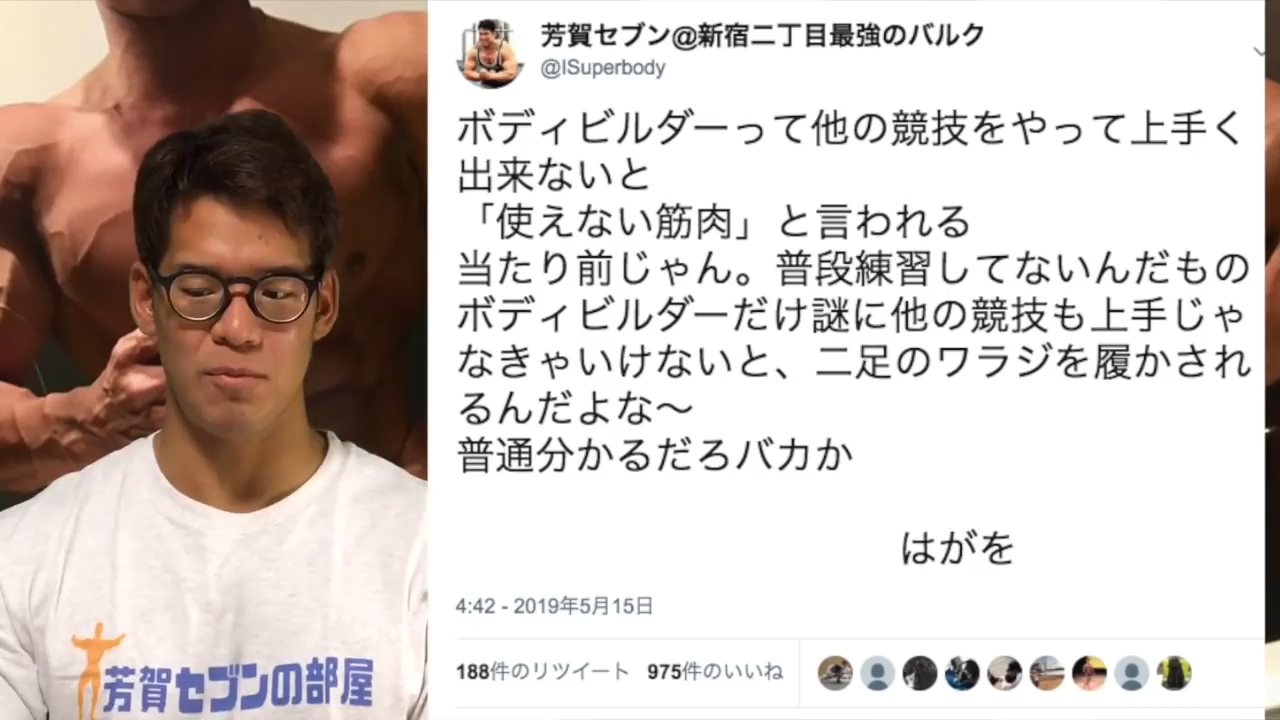 芳賀セブン@新宿二丁目最強のバルク
@ISuperbody
ボディビルダーって他の競技をやって上手く
出来ないと
「使えない筋肉」と言われる
当たり前じゃん。普段練習してないんだもの
ボディビルダーだけ謎に他の競技も上手じゃ
なきゃいけないと、二足のワラジを履かされ
るんだよな〜
普通分かるだろバカか
はがを
4:42 - 2019年5月15日
188件のリツイート 975件のいいね
芳賀セブンの部屋